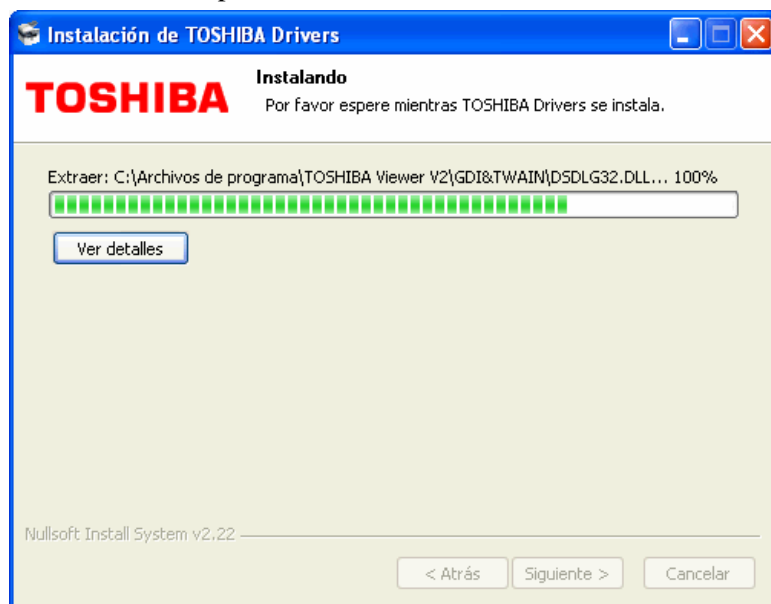 Instalación de TOSHIBA Drivers
TOSHIBA
Instalando
Por favor espere mientras TOSHIBA Drivers se instala.
Extraer: C:\Archivos de programa\TOSHIBA Viewer V2\GDI&TWAIN\DSDLG32.DLL... 100%
Ver detalles
Nullsoft Install System v2.22
< Atrás Siguiente > Cancelar